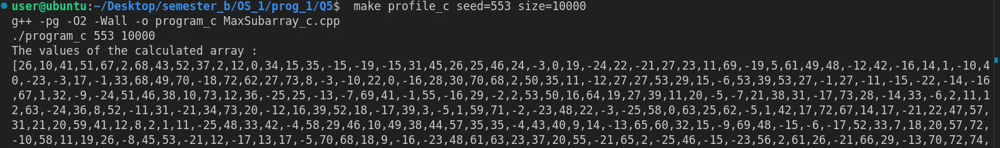 user@ubuntu:~/Desktop/semester_b/OS_1/prog_1/Q5$  make profile_c seed=553 size=10000
g++ -pg -O2 -Wall -o program_c MaxSubarray_c.cpp
./program_c 553 10000
The values of the calculated array :
[26,10,41,51,67,2,68,43,52,37,2,12,0,34,15,35,-15,-19,-15,31,45,26,25,46,24,-3,0,19,-24,22,-21,27,23,11,69,-19,5,61,49,48,-12,42,-16,14,1,-10,4
0,-23,-3,17,-1,33,68,49,70,-18,72,62,27,73,8,-3,-10,22,0,-16,28,30,70,68,2,50,35,11,-12,27,27,53,29,15,-6,53,39,53,27,-1,27,-11,-15,-22,-14,-16
,67,1,32,-9,-24,51,46,38,10,73,12,36,-25,25,-13,-7,69,41,-1,55,-16,29,-2,2,53,50,16,64,19,27,39,11,20,-5,-7,21,38,31,-17,73,28,-14,33,-6,2,11,1
2,63,-24,36,8,52,-11,31,-21,34,73,20,-12,16,39,52,18,-17,39,3,-5,1,59,71,-2,-23,48,22,-3,-25,58,0,63,25,62,-5,1,42,17,72,67,14,17,-21,22,47,57,
31,21,20,59,41,12,8,2,1,11,-25,48,33,42,-4,58,29,46,10,49,38,44,57,35,35,-4,43,40,9,14,-13,65,60,32,15,-9,69,48,-15,-6,-17,52,33,7,18,20,57,72,
-10,58,11,19,26,-8,45,53,-21,12,-17,13,17,-5,70,68,18,9,-16,-23,48,61,63,23,37,20,55,-21,65,2,-25,46,-15,-23,56,2,61,26,-21,66,29,-13,70,72,74,